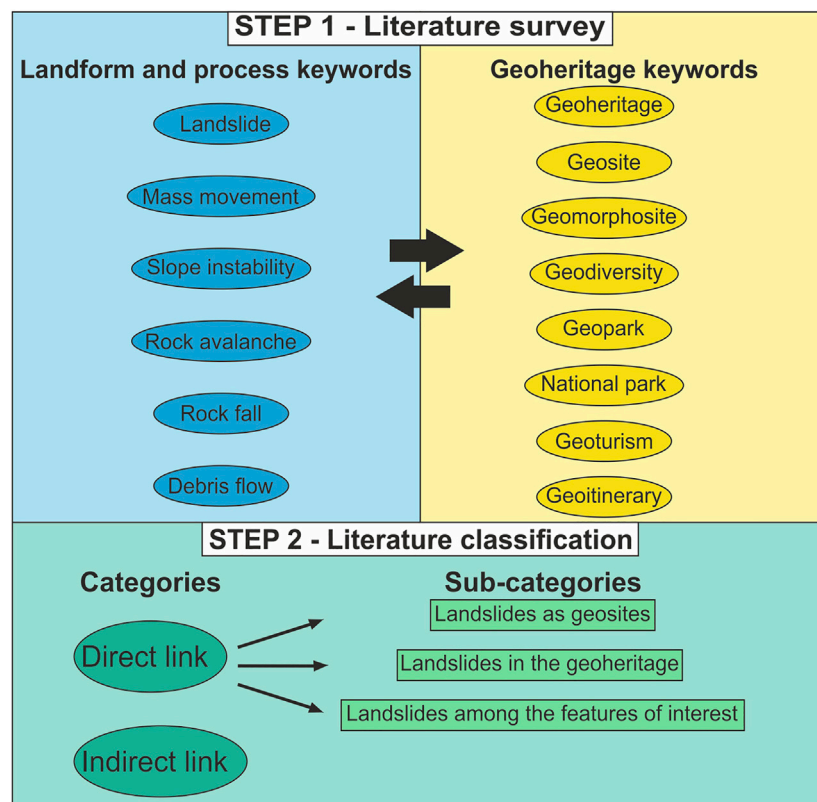 STEP 1 - Literature survey
Landform and process keywords
Landslide
Mass movement
Slope instability
Rock avalanche
Rock fall
Debris flow
Geoheritage keywords
Geoheritage
Geosite
Geomorphosite
Geodiversity
Geopark
National park
Geoturism
Geoitinerary
STEP 2 - Literature classification
Categories
Direct link
Indirect link
Sub-categories
Landslides as geosites
Landslides in the geoheritage
Landslides among the features of interest